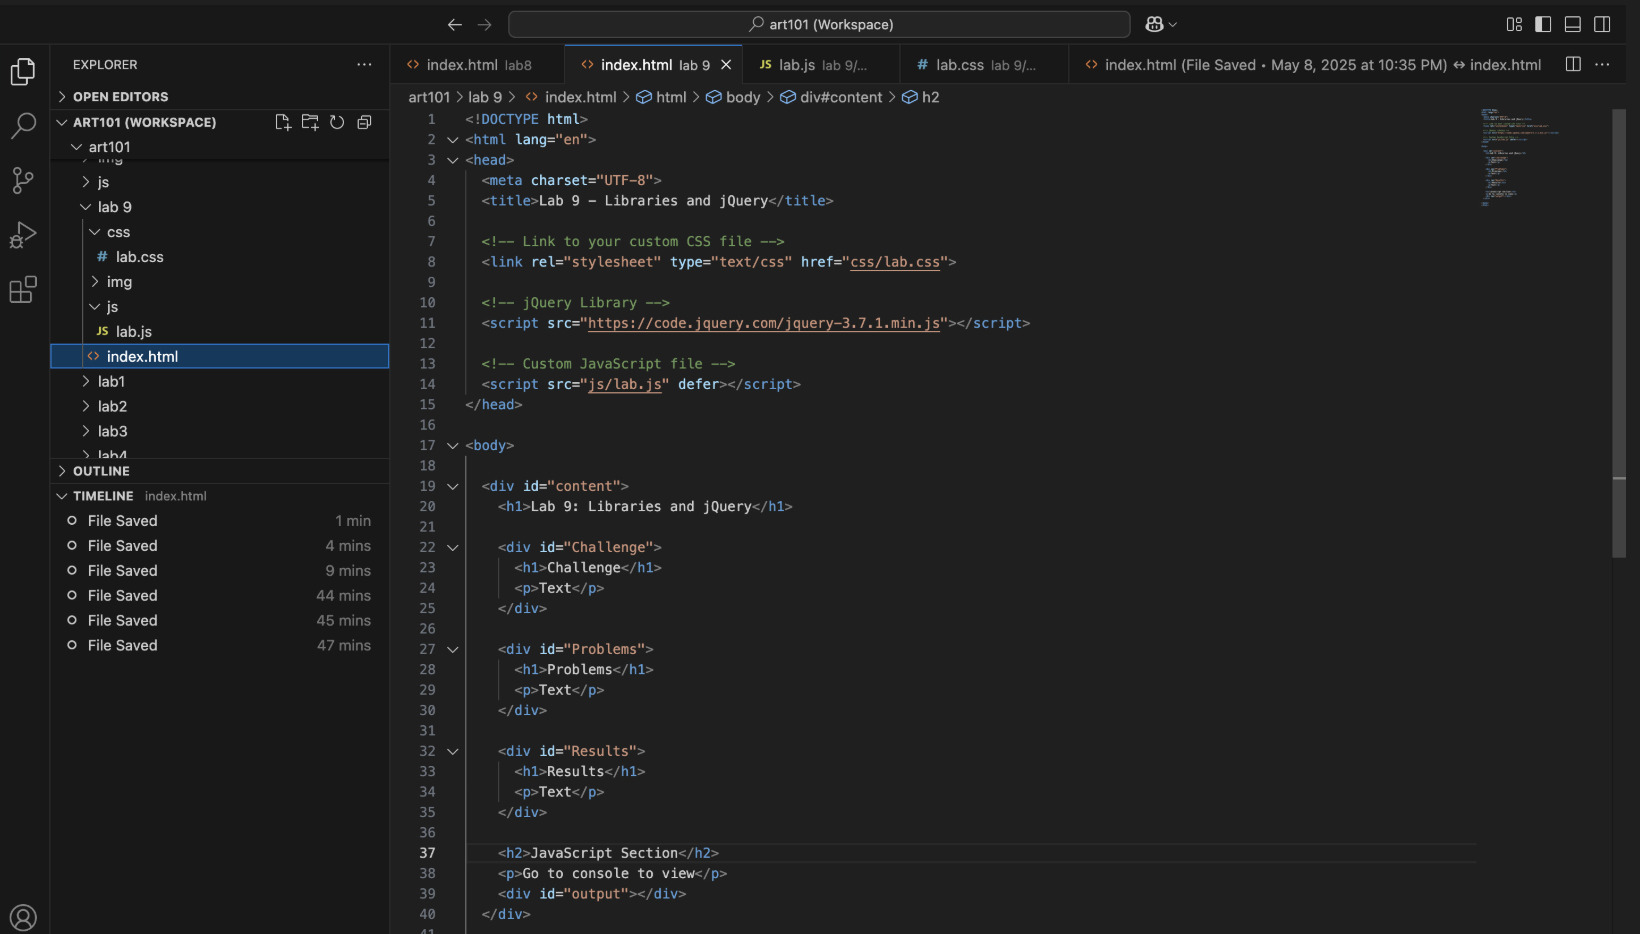 art101 (Workspace)
EXPLORER
index.html lab8
index.html lab 9
JS lab.js lab 9/...
# lab.css lab 9/...
index.html (File Saved • May 8, 2025 at 10:35 PM) ↔ index.html
OPEN EDITORS
ART101 (WORKSPACE)
art101
img
js
lab 9
css
# lab.css
img
js
JS lab.js
index.html
lab1
lab2
lab3
lab4
OUTLINE
TIMELINE index.html
File Saved 1 min
File Saved 4 mins
File Saved 9 mins
File Saved 44 mins
File Saved 45 mins
File Saved 47 mins
art101 > lab 9 > index.html > html > body > div#content > h2
1 <!DOCTYPE html>
2 <html lang="en">
3 <head>
4 <meta charset="UTF-8">
5 <title>Lab 9 - Libraries and jQuery</title>
6
7 <!-- Link to your custom CSS file -->
8 <link rel="stylesheet" type="text/css" href="css/lab.css">
9
10 <!-- jQuery Library -->
11 <script src="https://code.jquery.com/jquery-3.7.1.min.js"></script>
12
13 <!-- Custom JavaScript file -->
14 <script src="js/lab.js" defer></script>
15 </head>
16
17 <body>
18
19 <div id="content">
20 <h1>Lab 9: Libraries and jQuery</h1>
21
22 <div id="Challenge">
23 <h1>Challenge</h1>
24 <p>Text</p>
25 </div>
26
27 <div id="Problems">
28 <h1>Problems</h1>
29 <p>Text</p>
30 </div>
31
32 <div id="Results">
33 <h1>Results</h1>
34 <p>Text</p>
35 </div>
36
37 <h2>JavaScript Section</h2>
38 <p>Go to console to view</p>
39 <div id="output"></div>
40 </div>
41